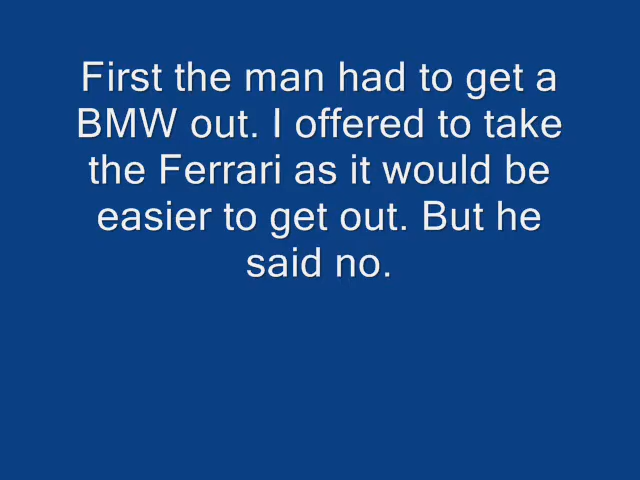 First the man had to get a
BMW out. I offered to take
the Ferrari as it would be
easier to get out. But he
said no.